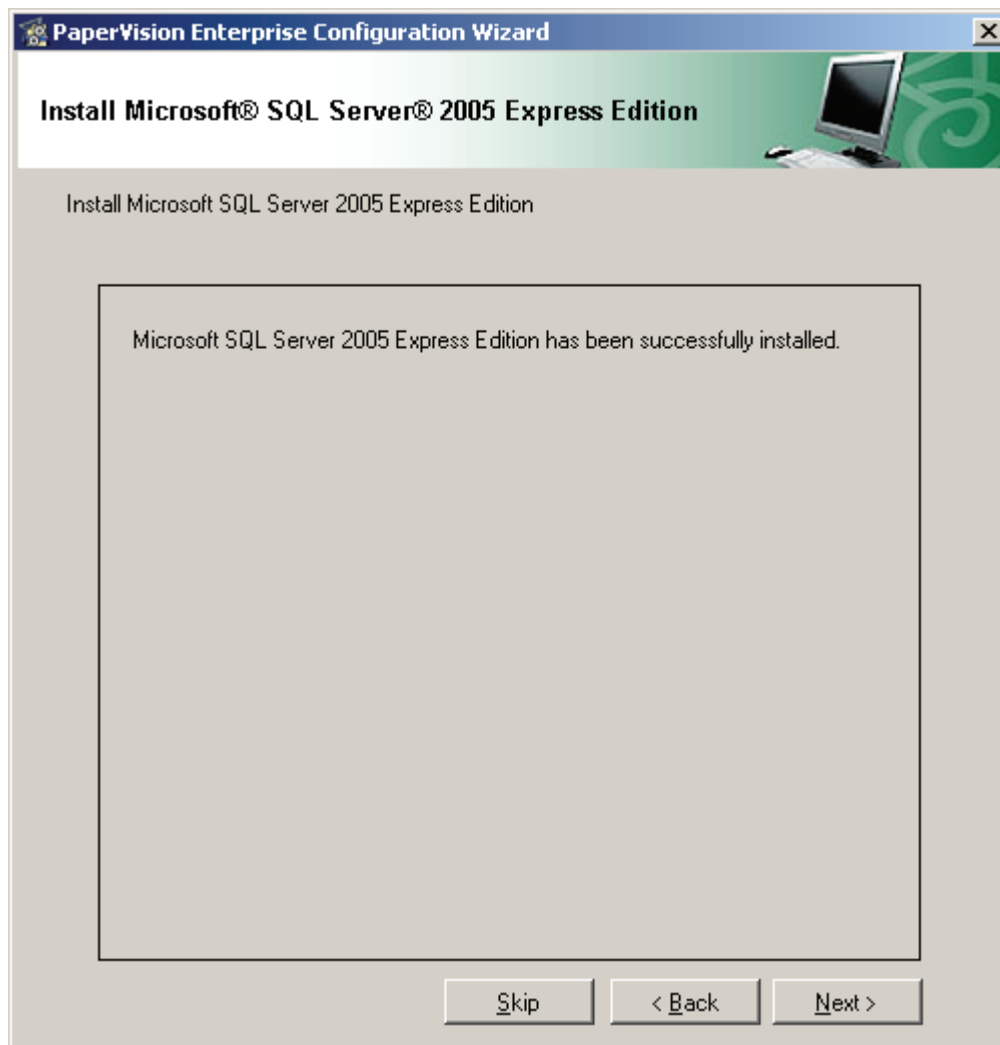 PaperVision Enterprise Configuration Wizard
Install Microsoft® SQL Server® 2005 Express Edition
Install Microsoft SQL Server 2005 Express Edition
Microsoft SQL Server 2005 Express Edition has been successfully installed.
Skip
< Back
Next >